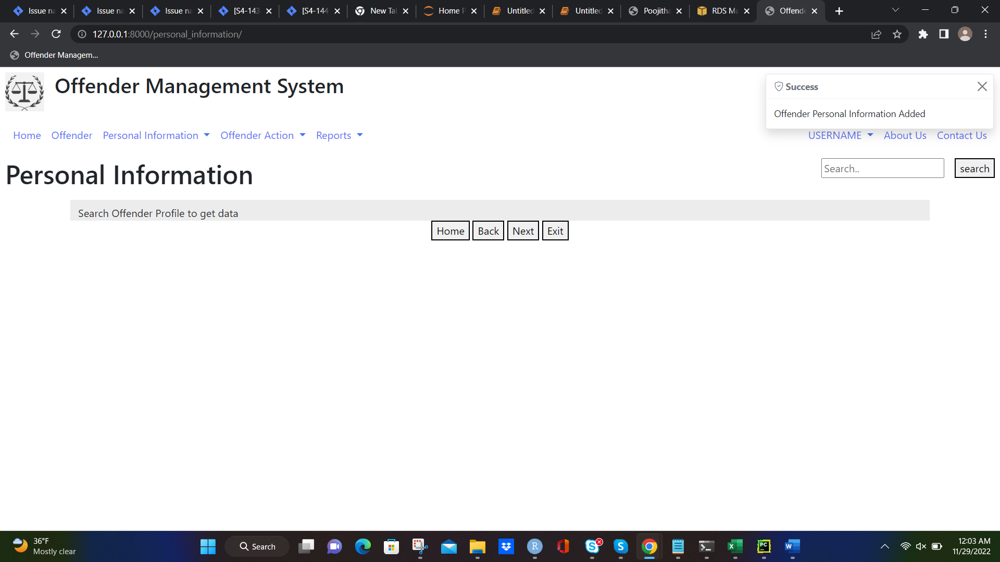 Issue na
Issue na
Issue na
[S4-143
[S4-144
New Tab
Home P
Untitled
Untitled
Poojitha
RDS Ma
Offende
127.0.0.1:8000/personal_information/
Offender Managem...
Offender Management System
Success
Offender Personal Information Added
Home
Offender
Personal Information
Offender Action
Reports
USERNAME
About Us
Contact Us
Personal Information
Search..
search
Search Offender Profile to get data
Home
Back
Next
Exit
36°F
Mostly clear
Search
12:03 AM
11/29/2022